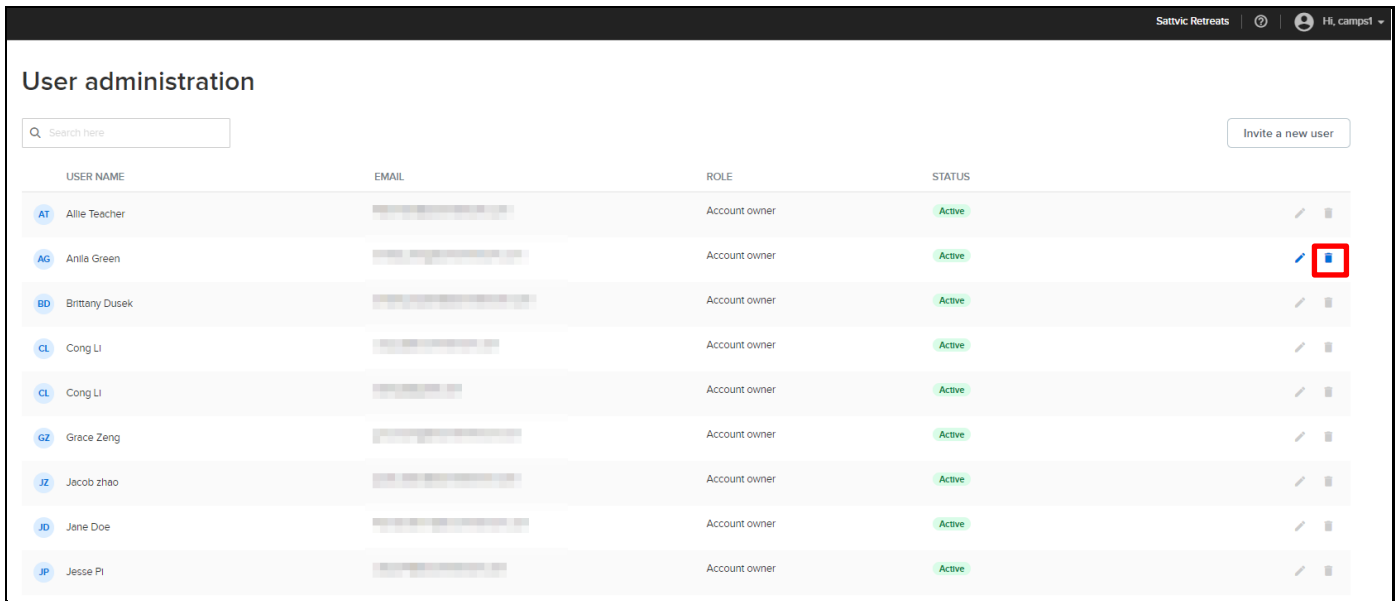 Sattvic Retreats Hi, camps1
User administration
Search here
Invite a new user
USER NAME EMAIL ROLE STATUS
AT Allie Teacher Account owner Active
AG Anila Green Account owner Active
BD Brittany Dusek Account owner Active
CL Cong Li Account owner Active
CL Cong Li Account owner Active
GZ Grace Zeng Account owner Active
JZ Jacob zhao Account owner Active
JD Jane Doe Account owner Active
JP Jesse Pi Account owner Active